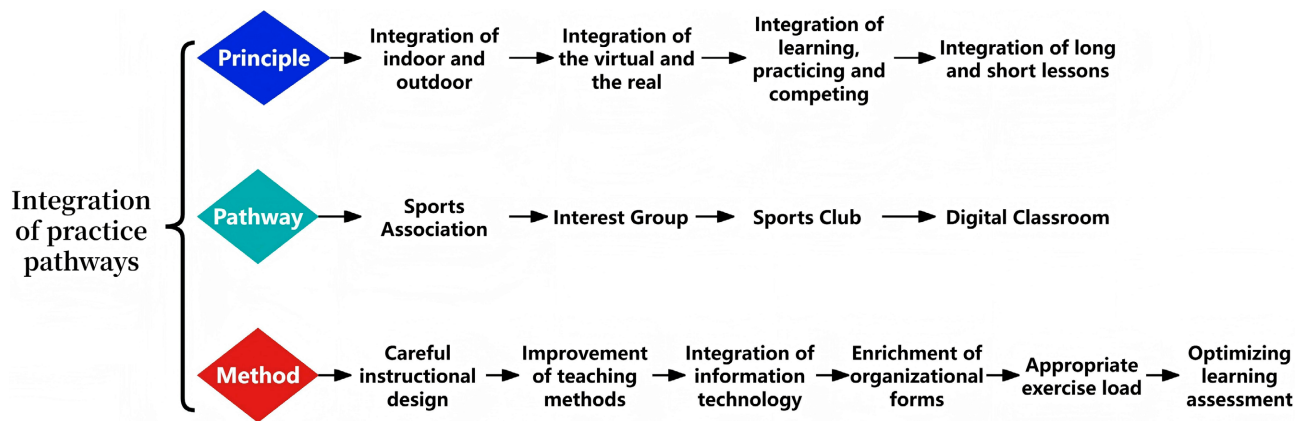 Integration
of practice
pathways
Principle
Integration of
indoor and
outdoor
Integration of
the virtual and
the real
Integration of
learning,
practicing and
competing
Integration of long
and short lessons
Pathway
Sports
Association
Interest Group
Sports Club
Digital Classroom
Method
Careful
instructional
design
Improvement
of teaching
methods
Integration of
information
technology
Enrichment of
organizational
forms
Appropriate
exercise load
Optimizing
learning
assessment